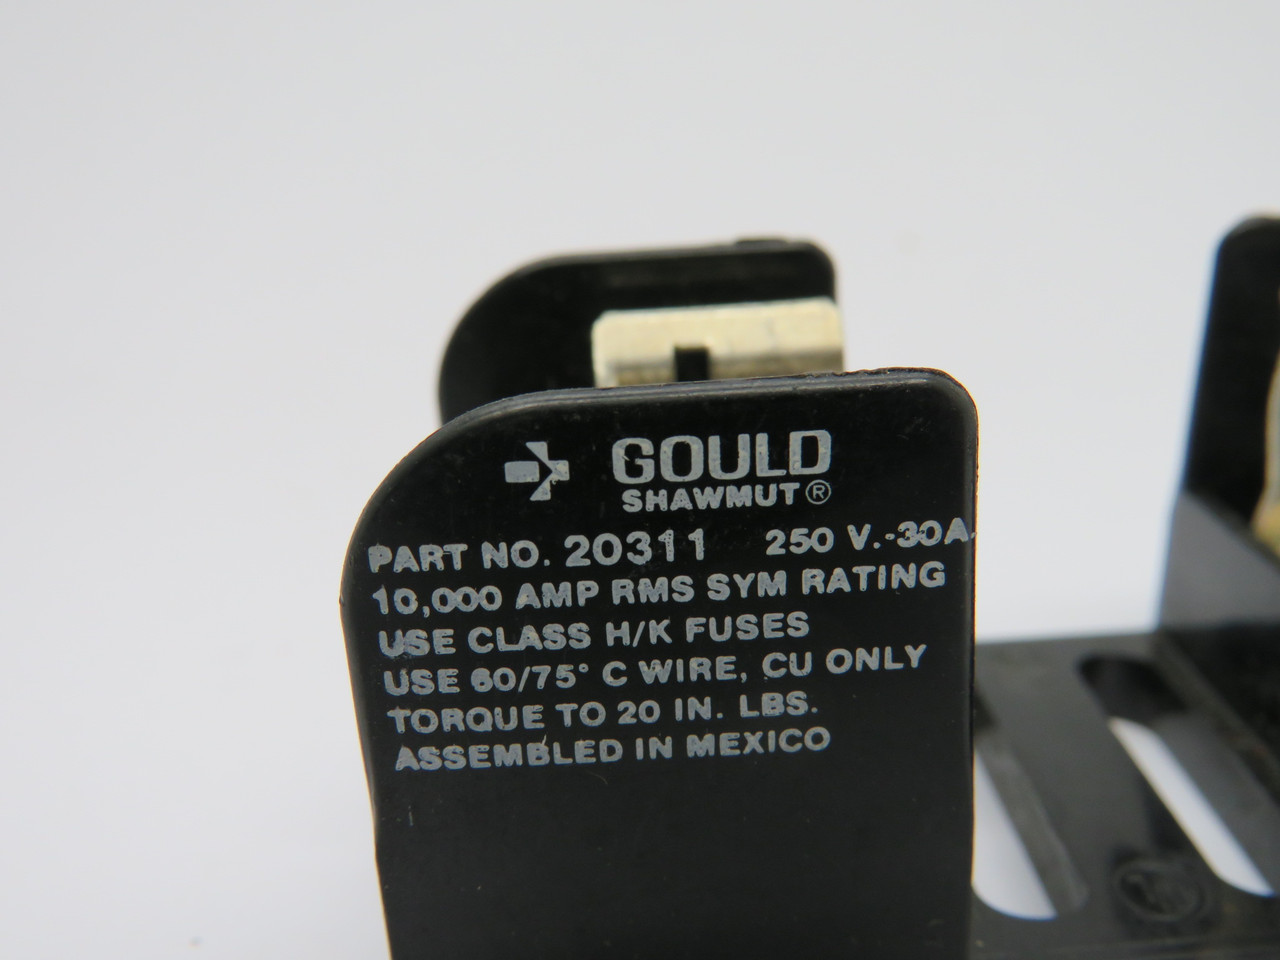 GOULD
SHAWMUT®
PART NO. 20311 250 V.-30A.
10,000 AMP RMS SYM RATING
USE CLASS H/K FUSES
USE 60/75° C WIRE, CU ONLY
TORQUE TO 20 IN. LBS.
ASSEMBLED IN MEXICO